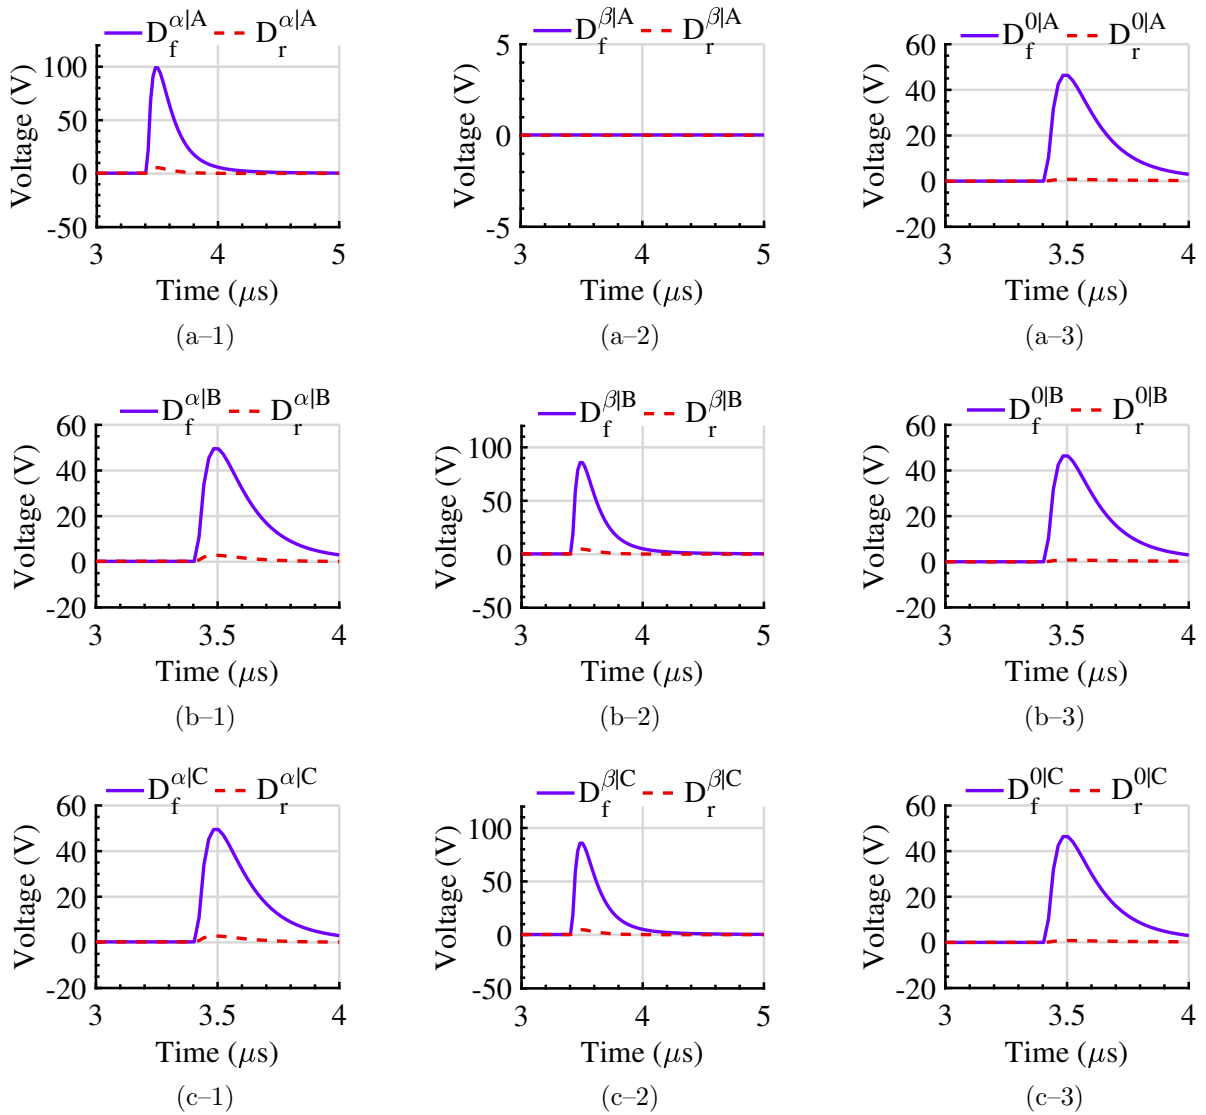 D_f^α|A D_r^α|A
Voltage (V)
100
50
0
-50
3 4 5
Time (μs)
(a–1)
D_f^β|A D_r^β|A
Voltage (V)
5
0
-5
3 4 5
Time (μs)
(a–2)
D_f^0|A D_r^0|A
Voltage (V)
60
40
20
0
-20
3 3.5 4
Time (μs)
(a–3)
D_f^α|B D_r^α|B
Voltage (V)
60
40
20
0
-20
3 3.5 4
Time (μs)
(b–1)
D_f^β|B D_r^β|B
Voltage (V)
100
50
0
-50
3 4 5
Time (μs)
(b–2)
D_f^0|B D_r^0|B
Voltage (V)
60
40
20
0
-20
3 3.5 4
Time (μs)
(b–3)
D_f^α|C D_r^α|C
Voltage (V)
60
40
20
0
-20
3 3.5 4
Time (μs)
(c–1)
D_f^β|C D_r^β|C
Voltage (V)
100
50
0
-50
3 4 5
Time (μs)
(c–2)
D_f^0|C D_r^0|C
Voltage (V)
60
40
20
0
-20
3 3.5 4
Time (μs)
(c–3)